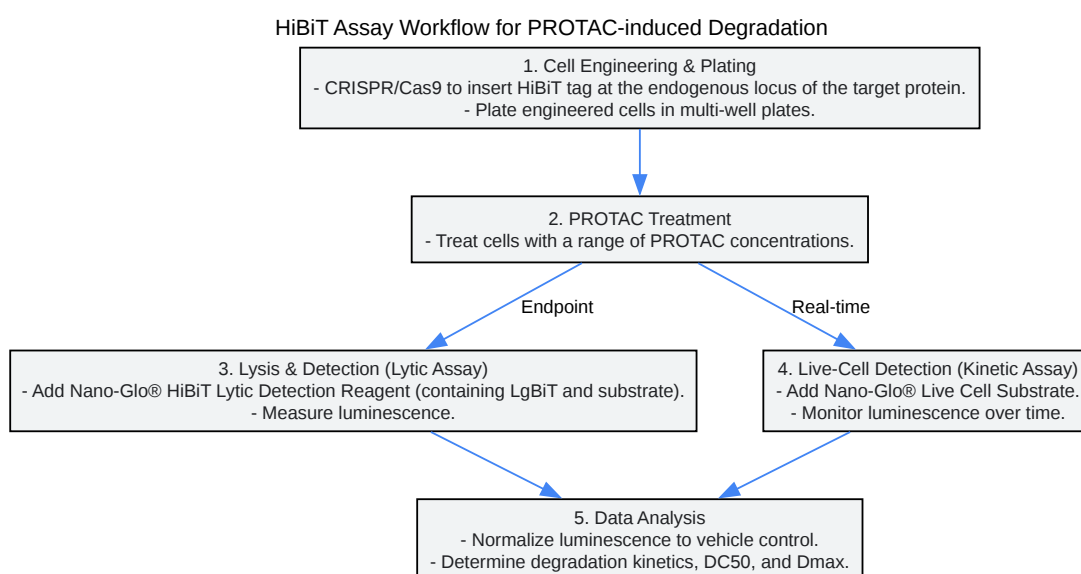 HiBiT Assay Workflow for PROTAC-induced Degradation
1. Cell Engineering & Plating
- CRISPR/Cas9 to insert HiBiT tag at the endogenous locus of the target protein.
- Plate engineered cells in multi-well plates.
2. PROTAC Treatment
- Treat cells with a range of PROTAC concentrations.
Endpoint
Real-time
3. Lysis & Detection (Lytic Assay)
- Add Nano-Glo® HiBiT Lytic Detection Reagent (containing LgBiT and substrate).
- Measure luminescence.
4. Live-Cell Detection (Kinetic Assay)
- Add Nano-Glo® Live Cell Substrate.
- Monitor luminescence over time.
5. Data Analysis
- Normalize luminescence to vehicle control.
- Determine degradation kinetics, DC50, and Dmax.